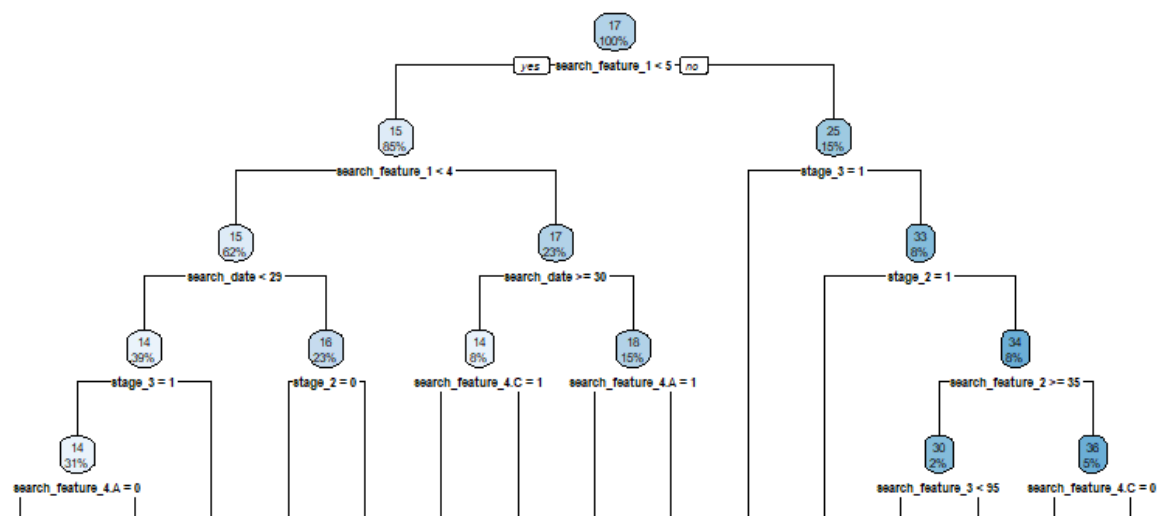 17
100%
yes search_feature_1 < 5 no
15
85%
25
15%
search_feature_1 < 4
stage_3 = 1
15
62%
17
23%
33
8%
search_date < 29
search_date >= 30
stage_2 = 1
14
39%
16
23%
14
8%
18
15%
34
8%
stage_3 = 1
stage_2 = 0
search_feature_4.C = 1
search_feature_4.A = 1
search_feature_2 >= 35
14
31%
30
2%
36
5%
search_feature_4.A = 0
search_feature_3 < 95
search_feature_4.C = 0